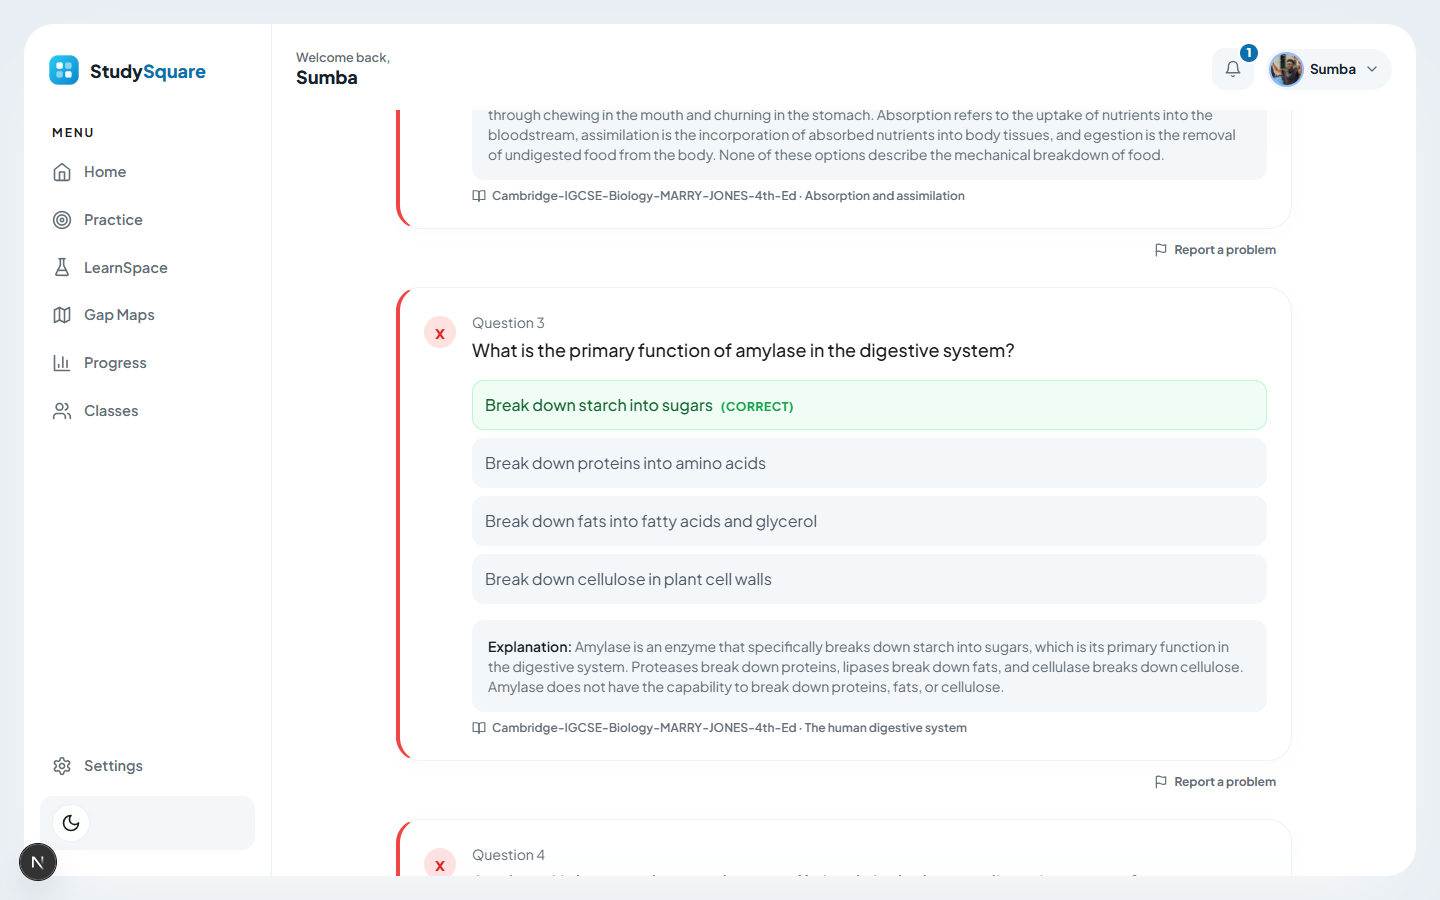 StudySquare
MENU
Home
Practice
LearnSpace
Gap Maps
Progress
Classes
Settings
N
Welcome back,
Sumba
1
Sumba
through chewing in the mouth and churning in the stomach. Absorption refers to the uptake of nutrients into the
bloodstream, assimilation is the incorporation of absorbed nutrients into body tissues, and egestion is the removal
of undigested food from the body. None of these options describe the mechanical breakdown of food.
Cambridge-IGCSE-Biology-MARRY-JONES-4th-Ed · Absorption and assimilation
Report a problem
X
Question 3
What is the primary function of amylase in the digestive system?
Break down starch into sugars (CORRECT)
Break down proteins into amino acids
Break down fats into fatty acids and glycerol
Break down cellulose in plant cell walls
Explanation: Amylase is an enzyme that specifically breaks down starch into sugars, which is its primary function in
the digestive system. Proteases break down proteins, lipases break down fats, and cellulase breaks down cellulose.
Amylase does not have the capability to break down proteins, fats, or cellulose.
Cambridge-IGCSE-Biology-MARRY-JONES-4th-Ed · The human digestive system
Report a problem
X
Question 4